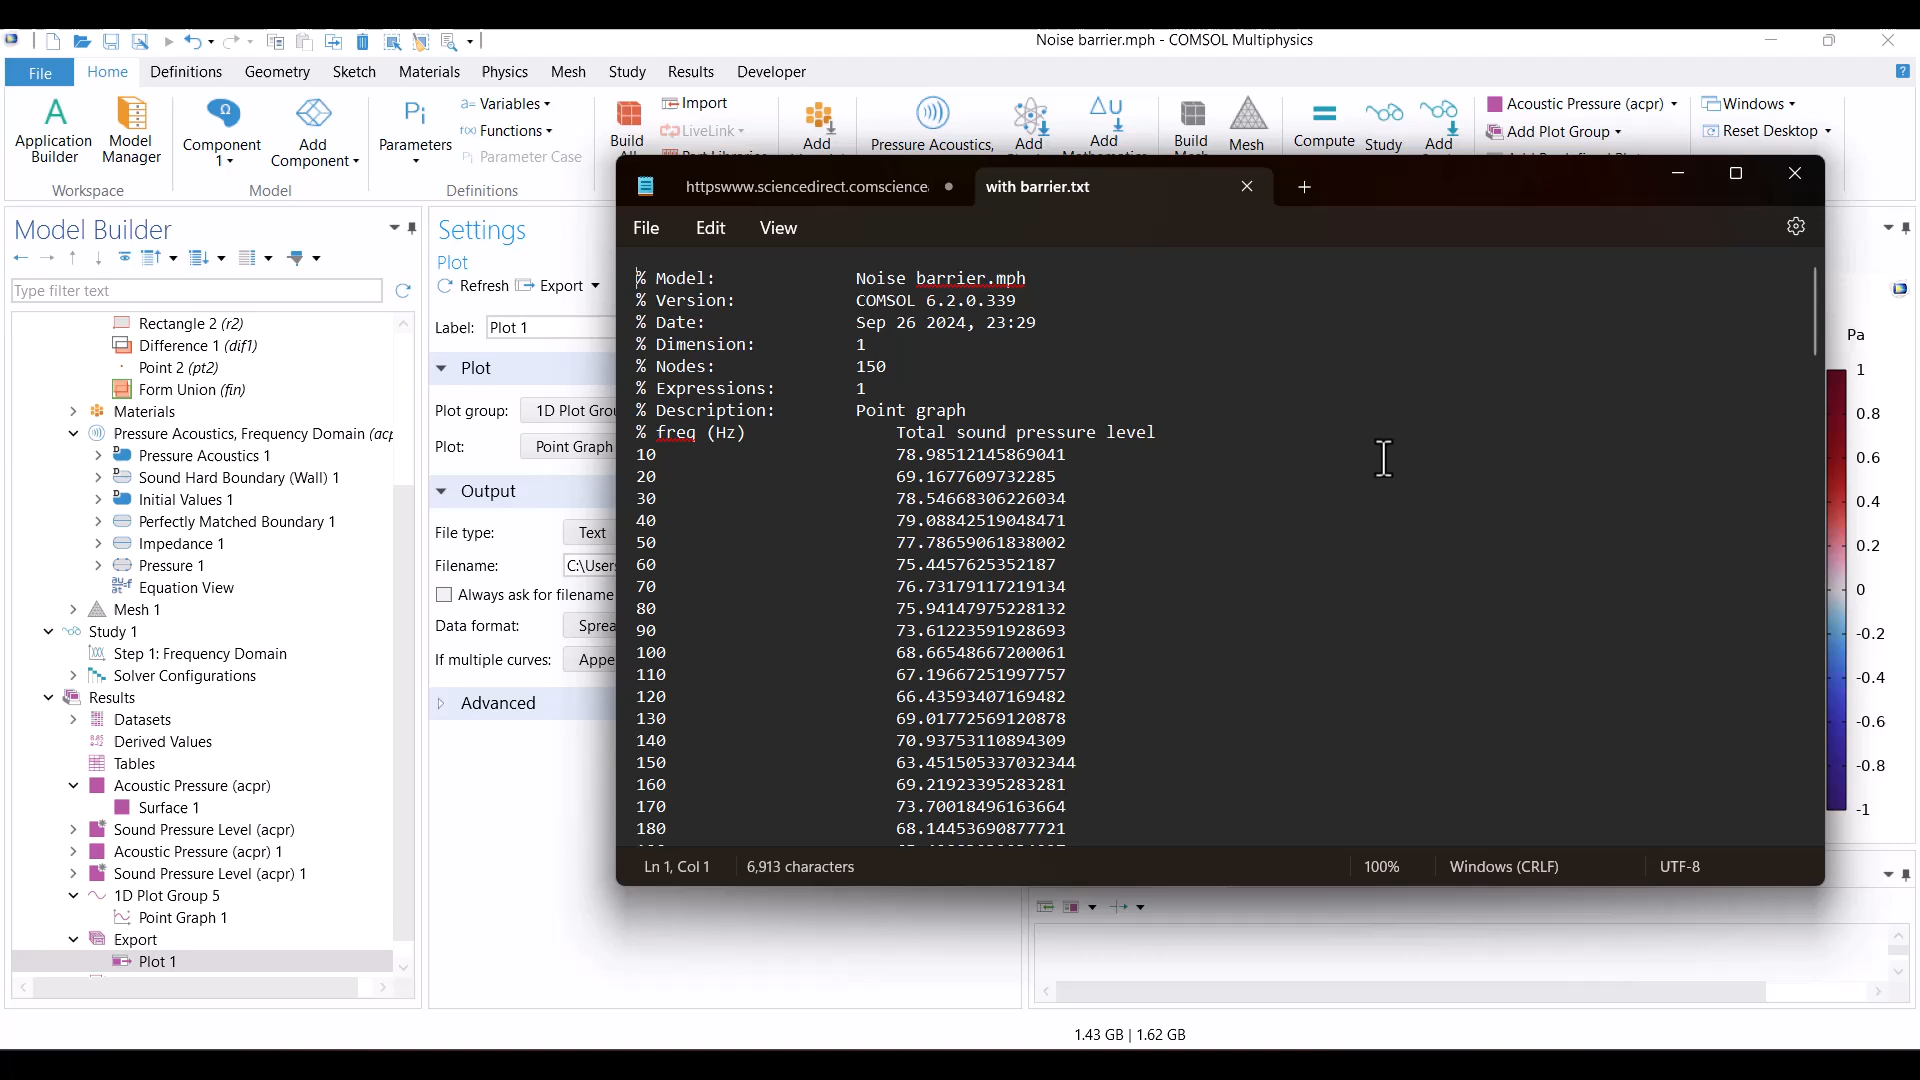 Noise barrier.mph - COMSOL Multiphysics
File Home Definitions Geometry Sketch Materials Physics Mesh Study Results Developer
Application Builder
Model Manager
Workspace
Component 1
Add Component
Model
Pi
Parameters
a= Variables
f(x) Functions
Pi Parameter Case
Definitions
Build
Import
LiveLink
Add
Pressure Acoustics,
Add
Add
Build
Mesh
Compute
Study
Add
Acoustic Pressure (acpr)
Add Plot Group
Windows
Reset Desktop
Model Builder
Type filter text
Rectangle 2 (r2)
Difference 1 (dif1)
Point 2 (pt2)
Form Union (fin)
Materials
Pressure Acoustics, Frequency Domain (acp
Pressure Acoustics 1
Sound Hard Boundary (Wall) 1
Initial Values 1
Perfectly Matched Boundary 1
Impedance 1
Pressure 1
Equation View
Mesh 1
Study 1
Step 1: Frequency Domain
Solver Configurations
Results
Datasets
Derived Values
Tables
Acoustic Pressure (acpr)
Surface 1
Sound Pressure Level (acpr)
Acoustic Pressure (acpr) 1
Sound Pressure Level (acpr) 1
1D Plot Group 5
Point Graph 1
Export
Plot 1
Settings
Plot
Refresh Export
Label: Plot 1
Plot
Plot group: 1D Plot Grou
Plot: Point Graph
Output
File type: Text
Filename: C:\Users
Always ask for filename
Data format: Sprea
If multiple curves: Appe
Advanced
httpswww.sciencedirect.comscience
with barrier.txt
File Edit View
% Model: Noise barrier.mph
% Version: COMSOL 6.2.0.339
% Date: Sep 26 2024, 23:29
% Dimension: 1
% Nodes: 150
% Expressions: 1
% Description: Point graph
% freq (Hz) Total sound pressure level
10 78.98512145869041
20 69.1677609732285
30 78.54668306226034
40 79.08842519048471
50 77.78659061838002
60 75.4457625352187
70 76.73179117219134
80 75.94147975228132
90 73.61223591928693
100 68.66548667200061
110 67.19667251997757
120 66.43593407169482
130 69.01772569120878
140 70.93753110894309
150 63.451505337032344
160 69.21923395283281
170 73.70018496163664
180 68.14453690877721
Ln 1, Col 1 6,913 characters 100% Windows (CRLF) UTF-8
Pa
1
0.8
0.6
0.4
0.2
0
-0.2
-0.4
-0.6
-0.8
-1
1.43 GB | 1.62 GB